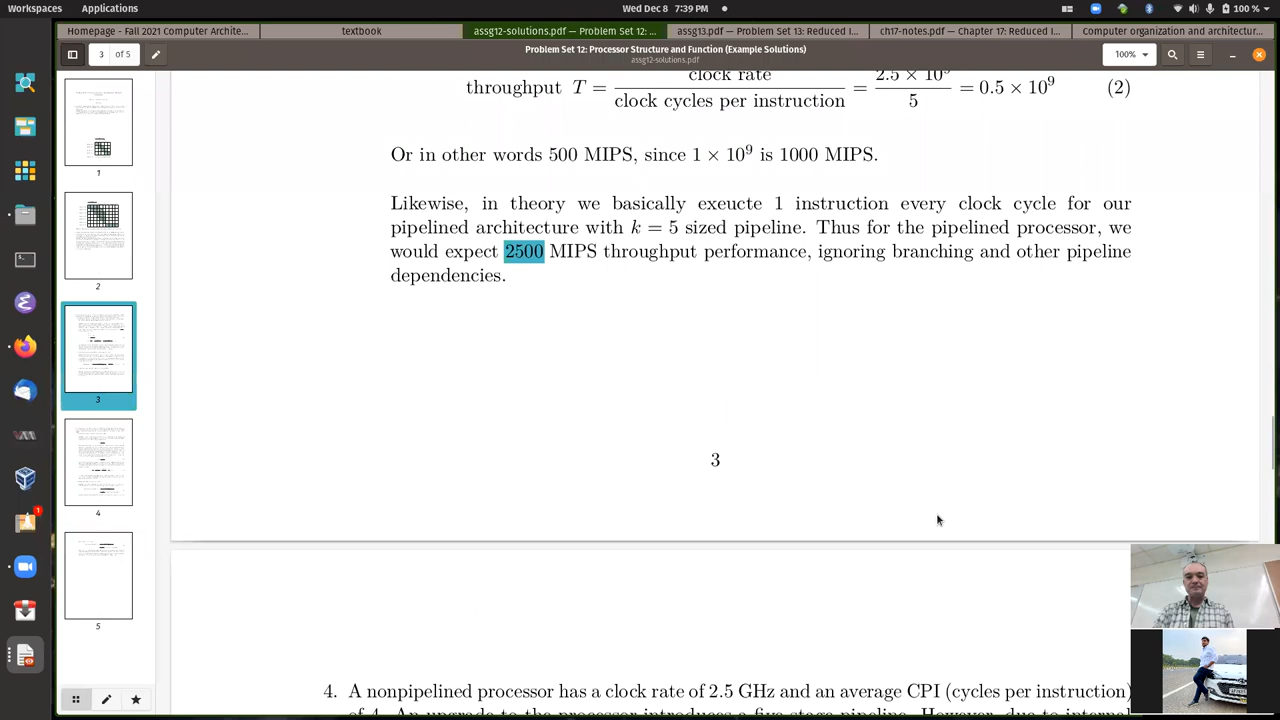 Workspaces Applications Wed Dec 8 7:39 PM 100 %
Homepage - Fall 2021 Computer Archite... textbook assg12-solutions.pdf — Problem Set 12: ... assg13.pdf — Problem Set 13: Reduced I... ch17-notes.pdf — Chapter 17: Reduced I... Computer organization and architectur...
3 of 5 Problem Set 12: Processor Structure and Function (Example Solutions) 100%
assg12-solutions.pdf
clock rate 2.5 × 10⁹
throughput T = = = 0.5 × 10⁹ (2)
clock cycles per instruction 5
Or in other words 500 MIPS, since 1 × 10⁹ is 1000 MIPS.
Likewise, in theory we basically exeucte 1 instruction every clock cycle for our
pipelined architecture with k = 5 sized pipeline. Thus for the pipelined processor, we
would expect 2500 MIPS throughput performance, ignoring branching and other pipeline
dependencies.
3
4. A nonpipelined processor has a clock rate of 2.5 GHz and an average CPI (cycles per instruction)
1
2
3
4
5
1